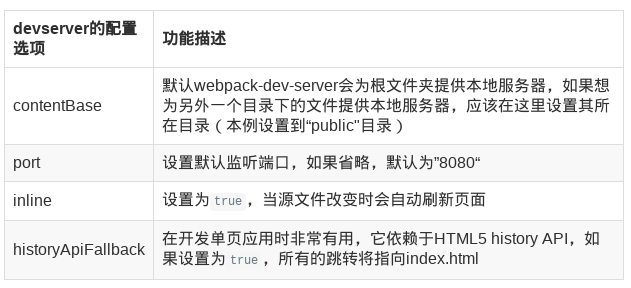 devserver的配置
选项
功能描述
contentBase
默认webpack-dev-server会为根文件夹提供本地服务器，如果想
为另外一个目录下的文件提供本地服务器，应该在这里设置其所
在目录（本例设置到“public"目录）
port
设置默认监听端口，如果省略，默认为”8080“
inline
设置为 true，当源文件改变时会自动刷新页面
historyApiFallback
在开发单页应用时非常有用，它依赖于HTML5 history API，如
果设置为 true，所有的跳转将指向index.html